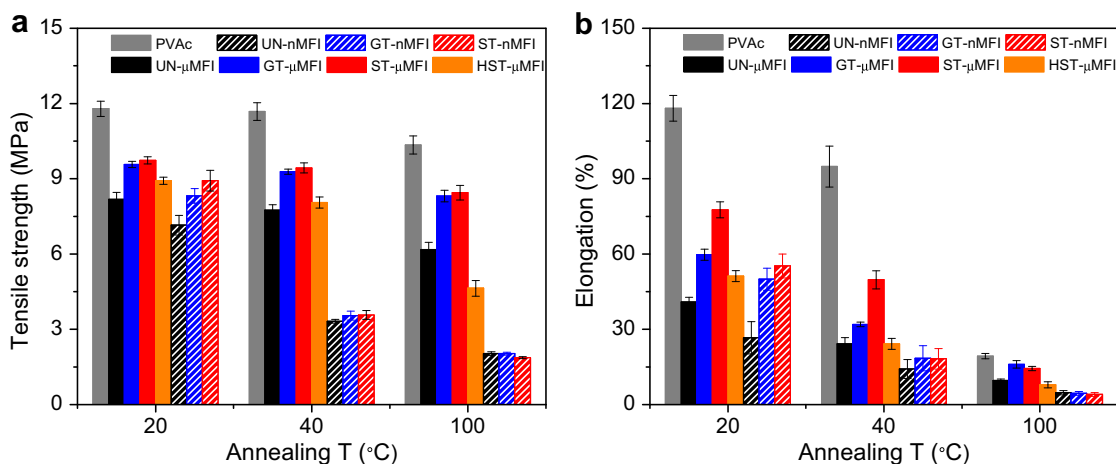 a
15
12
9
6
3
0
Tensile strength (MPa)
PVAc UN-nMFI GT-nMFI ST-nMFI
UN-μMFI GT-μMFI ST-μMFI HST-μMFI
20 40 100
Annealing T (°C)
b
150
120
90
60
30
0
Elongation (%)
PVAc UN-nMFI GT-nMFI ST-nMFI
UN-μMFI GT-μMFI ST-μMFI HST-μMFI
20 40 100
Annealing T (°C)